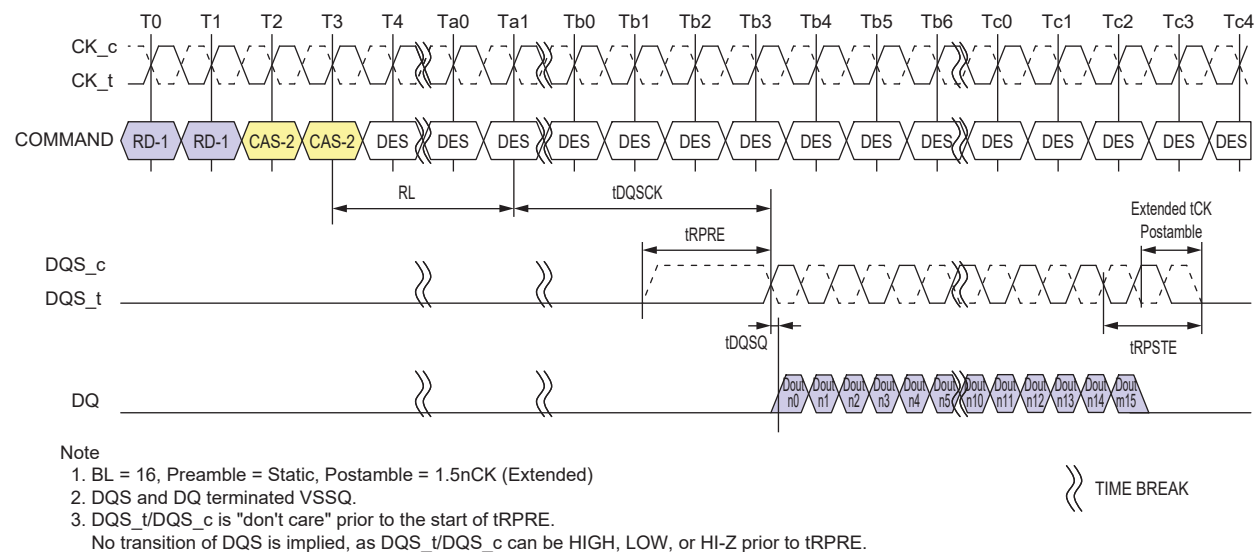 T0 T1 T2 T3 T4 Ta0 Ta1 Tb0 Tb1 Tb2 Tb3 Tb4 Tb5 Tb6 Tc0 Tc1 Tc2 Tc3 Tc4
CK_c
CK_t
COMMAND RD-1 RD-1 CAS-2 CAS-2 DES DES DES DES DES DES DES DES DES DES DES DES DES DES DES
RL tDQSCK
Extended tCK
Postamble
tRPRE
DQS_c
DQS_t
tDQSQ
tRPSTE
DQ
Dout Dout Dout Dout Dout Dout Dout Dout Dout Dout Dout Dout
n0 n1 n2 n3 n4 n5 n10 n11 n12 n13 n14 m15
Note
1. BL = 16, Preamble = Static, Postamble = 1.5nCK (Extended)
2. DQS and DQ terminated VSSQ.
3. DQS_t/DQS_c is "don't care" prior to the start of tRPRE.
No transition of DQS is implied, as DQS_t/DQS_c can be HIGH, LOW, or HI-Z prior to tRPRE.
TIME BREAK